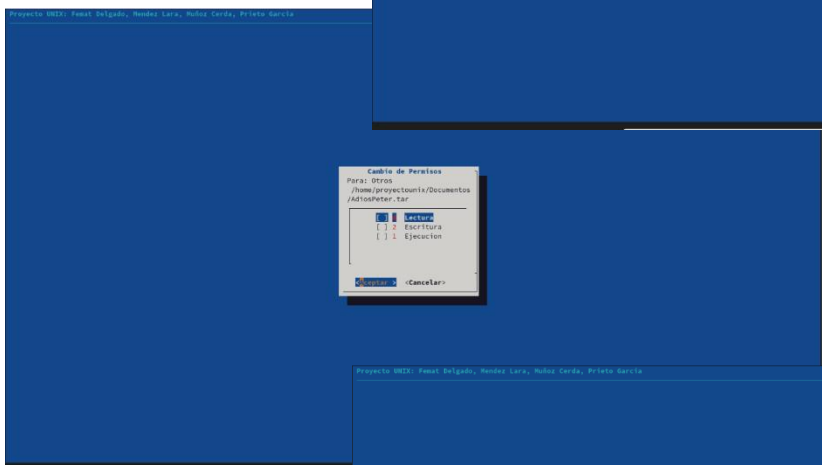 Proyecto UNIX: Femat Delgado, Mendez Lara, Muñoz Cerda, Prieto Garcia
Cambio de Permisos
Para: Otros
/home/proyectounix/Documentos
/AdiosPeter.tar
[ ] Lectura
[ ] 2 Escritura
[ ] 1 Ejecucion
<Aceptar > <Cancelar>
Proyecto UNIX: Femat Delgado, Mendez Lara, Muñoz Cerda, Prieto Garcia